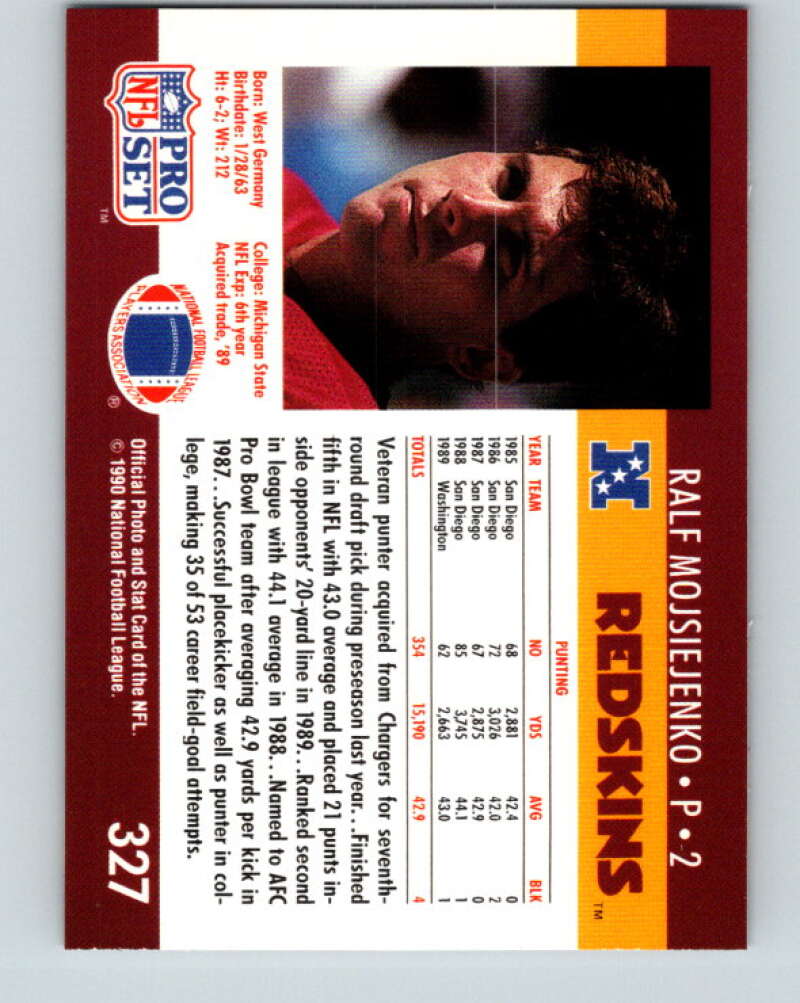 RALF MOJSIEJENKO • P • 2
N REDSKINS™
PUNTING
YEAR TEAM NO YDS AVG BLK
1985 San Diego 68 2,881 42.4 0
1986 San Diego 72 3,026 42.0 2
1987 San Diego 67 2,875 42.9 0
1988 San Diego 85 3,745 44.1 1
1989 Washington 62 2,663 43.0 1
TOTALS 354 15,190 42.9 4
Veteran punter acquired from Chargers for seventh-
round draft pick during preseason last year. . .Finished
fifth in NFL with 43.0 average and placed 21 punts in-
side opponents' 20-yard line in 1989. . .Ranked second
in league with 44.1 average in 1988. . .Named to AFC
Pro Bowl team after averaging 42.9 yards per kick in
1987. . .Successful placekicker as well as punter in col-
lege, making 35 of 53 career field-goal attempts.
Born: West Germany
Birthdate: 1/28/63
Ht: 6-2; Wt: 212
College: Michigan State
NFL Exp: 6th year
Acquired trade, '89
PRO
SET
NFL
TM
NATIONAL FOOTBALL LEAGUE
PLAYERS ASSOCIATION
®
Official Photo and Stat Card of the NFL.
© 1990 National Football League.
327